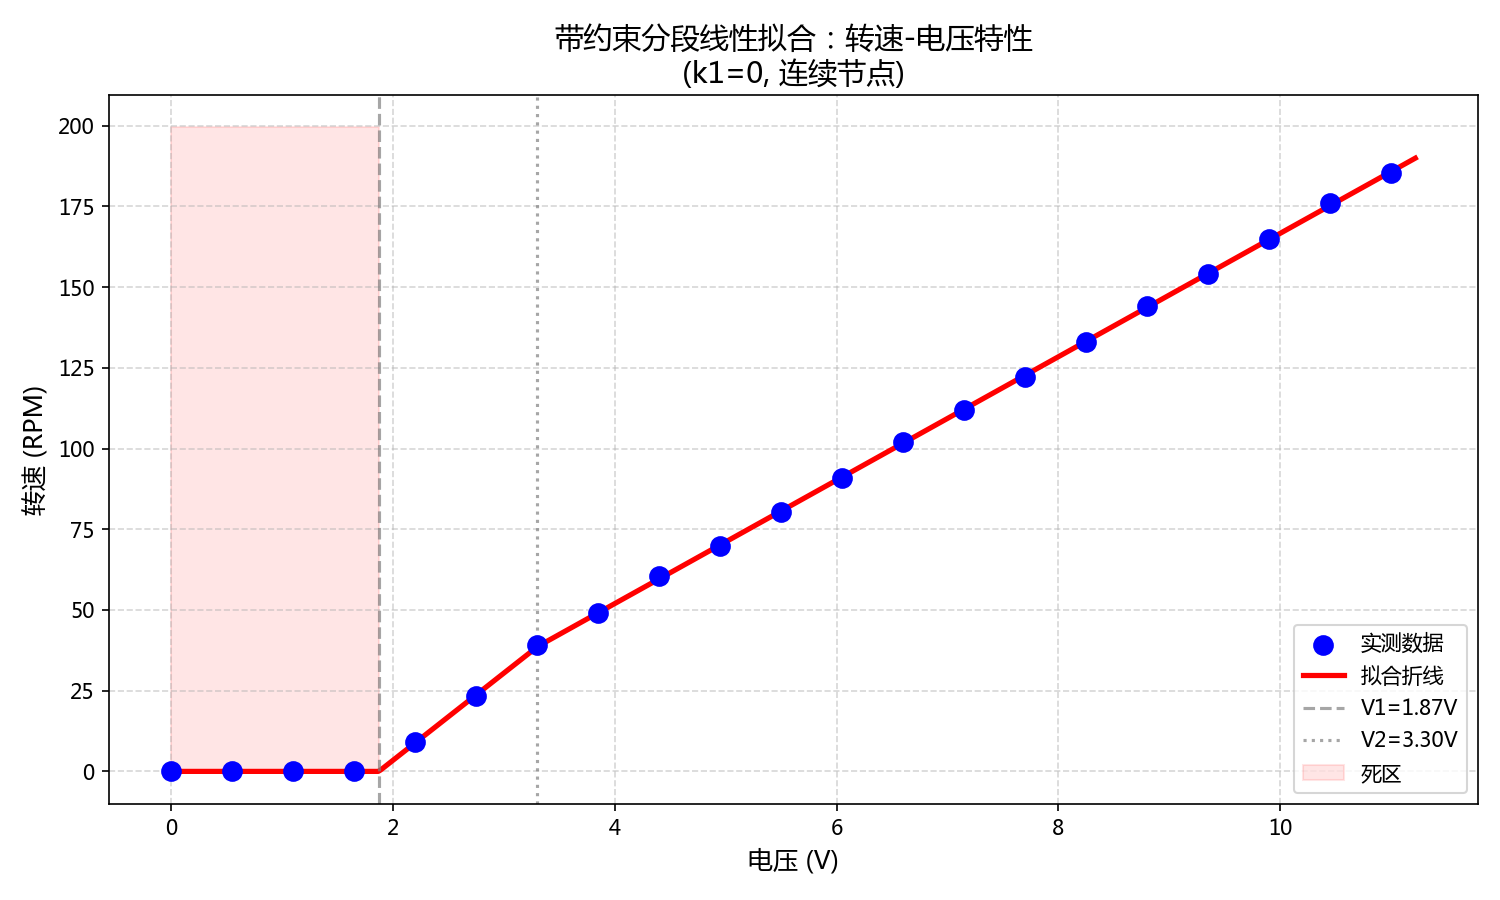 带约束分段线性拟合：转速-电压特性
(k1=0, 连续节点)
200
175
150
125
100
75
50
25
0
转速 (RPM)
0
2
4
6
8
10
电压 (V)
实测数据
拟合折线
V1=1.87V
V2=3.30V
死区